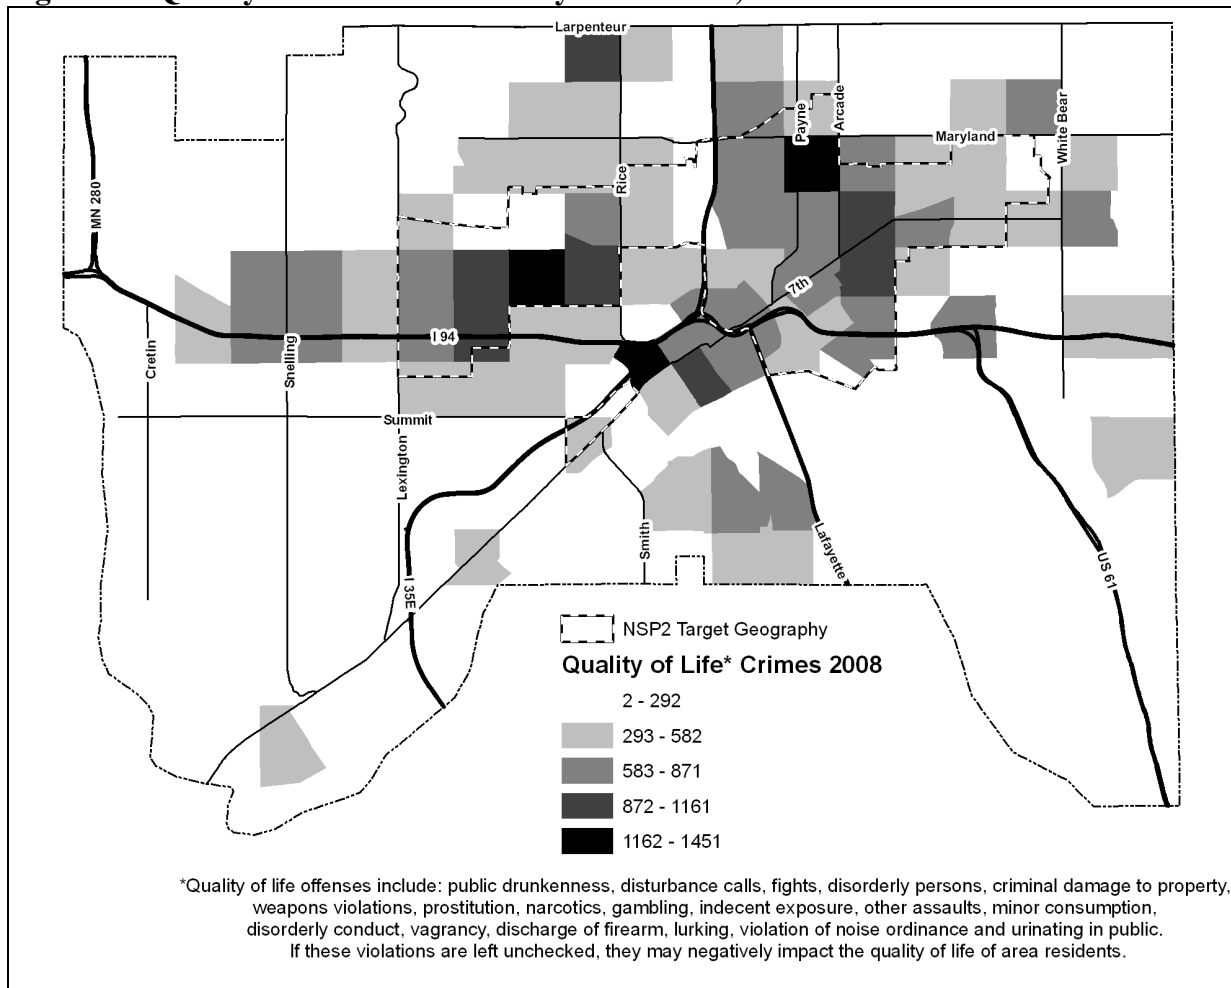 Larpenteur
Payne
Arcade
White Bear
Maryland
Rice
MN 280
7th
I 94
Snelling
Cretin
Summit
Lexington
Smith
Lafayette
I 35E
US 61
NSP2 Target Geography
Quality of Life* Crimes 2008
2 - 292
293 - 582
583 - 871
872 - 1161
1162 - 1451
*Quality of life offenses include: public drunkenness, disturbance calls, fights, disorderly persons, criminal damage to property,
weapons violations, prostitution, narcotics, gambling, indecent exposure, other assaults, minor consumption,
disorderly conduct, vagrancy, discharge of firearm, lurking, violation of noise ordinance and urinating in public.
If these violations are left unchecked, they may negatively impact the quality of life of area residents.